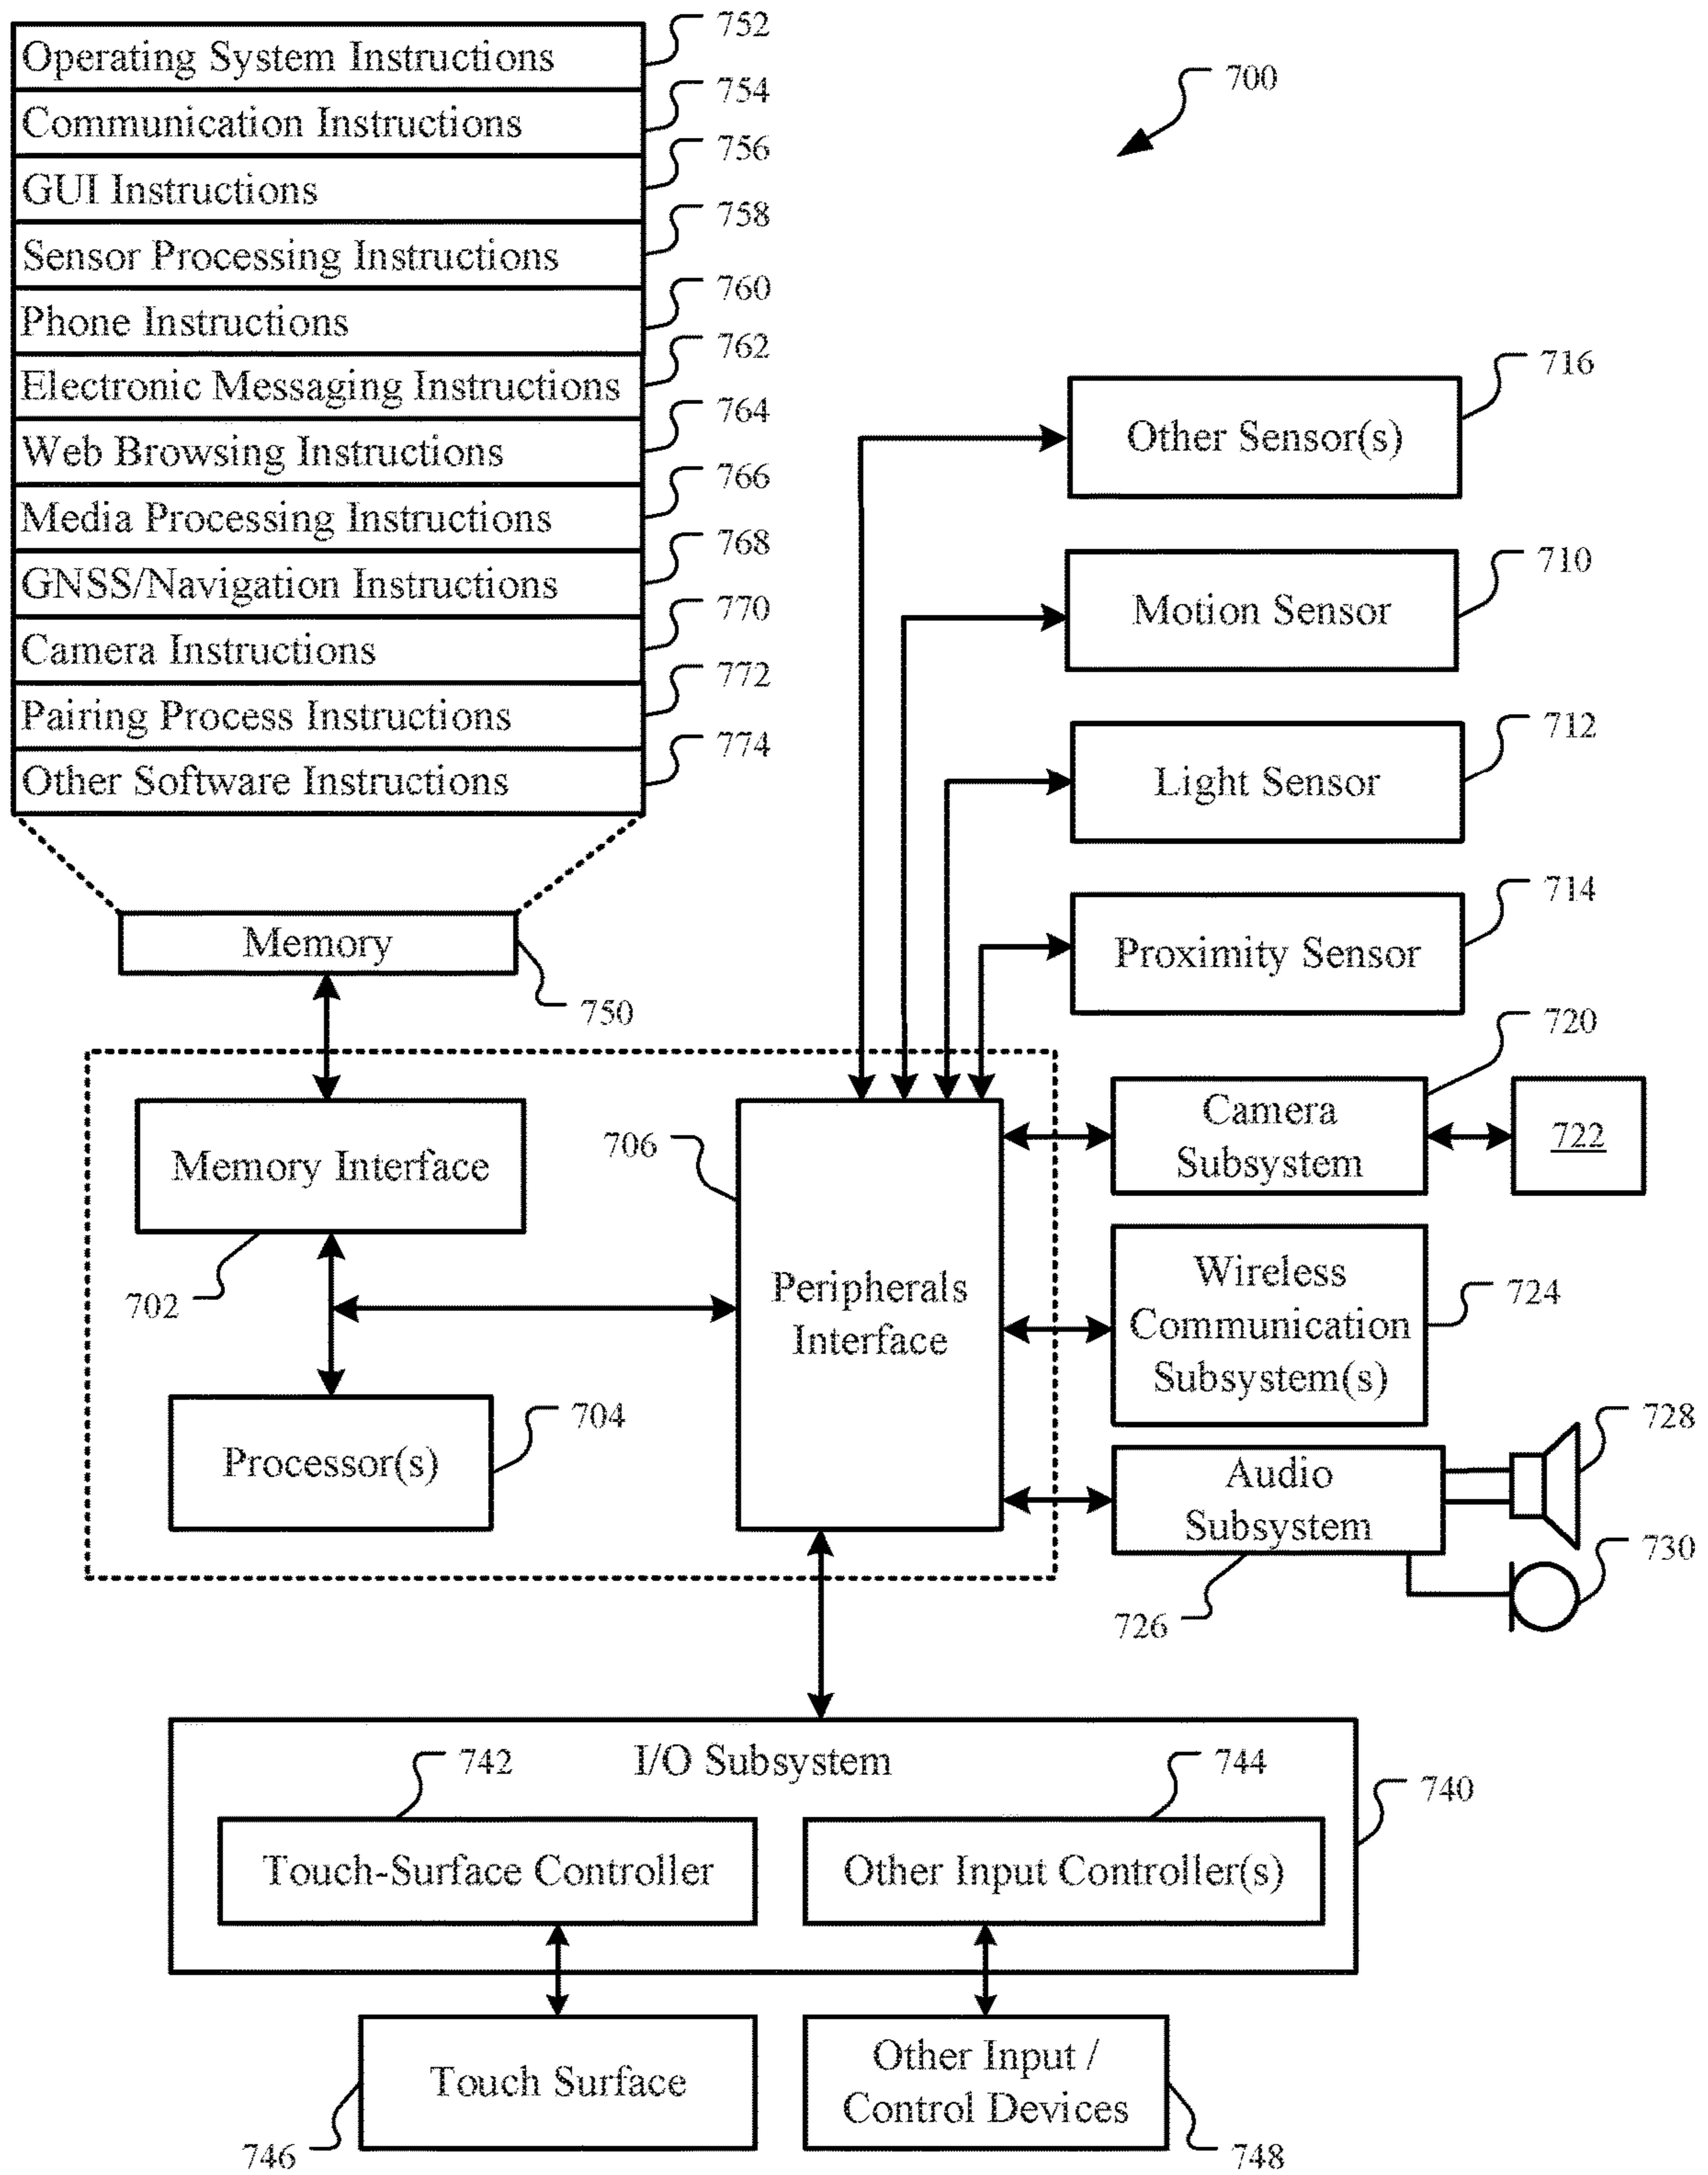 752
Operating System Instructions
754
Communication Instructions
756
GUI Instructions
758
Sensor Processing Instructions
760
Phone Instructions
762
Electronic Messaging Instructions
764
Web Browsing Instructions
766
Media Processing Instructions
768
GNSS/Navigation Instructions
770
Camera Instructions
772
Pairing Process Instructions
774
Other Software Instructions
700
716
Other Sensor(s)
710
Motion Sensor
712
Light Sensor
714
Proximity Sensor
Memory
750
720
Camera
Subsystem
722
706
Memory Interface
702
Peripherals
Interface
Wireless
Communication
Subsystem(s)
724
704
Processor(s)
728
Audio
Subsystem
730
726
742
I/O Subsystem
744
740
Touch-Surface Controller
Other Input Controller(s)
Touch Surface
746
Other Input /
Control Devices
748